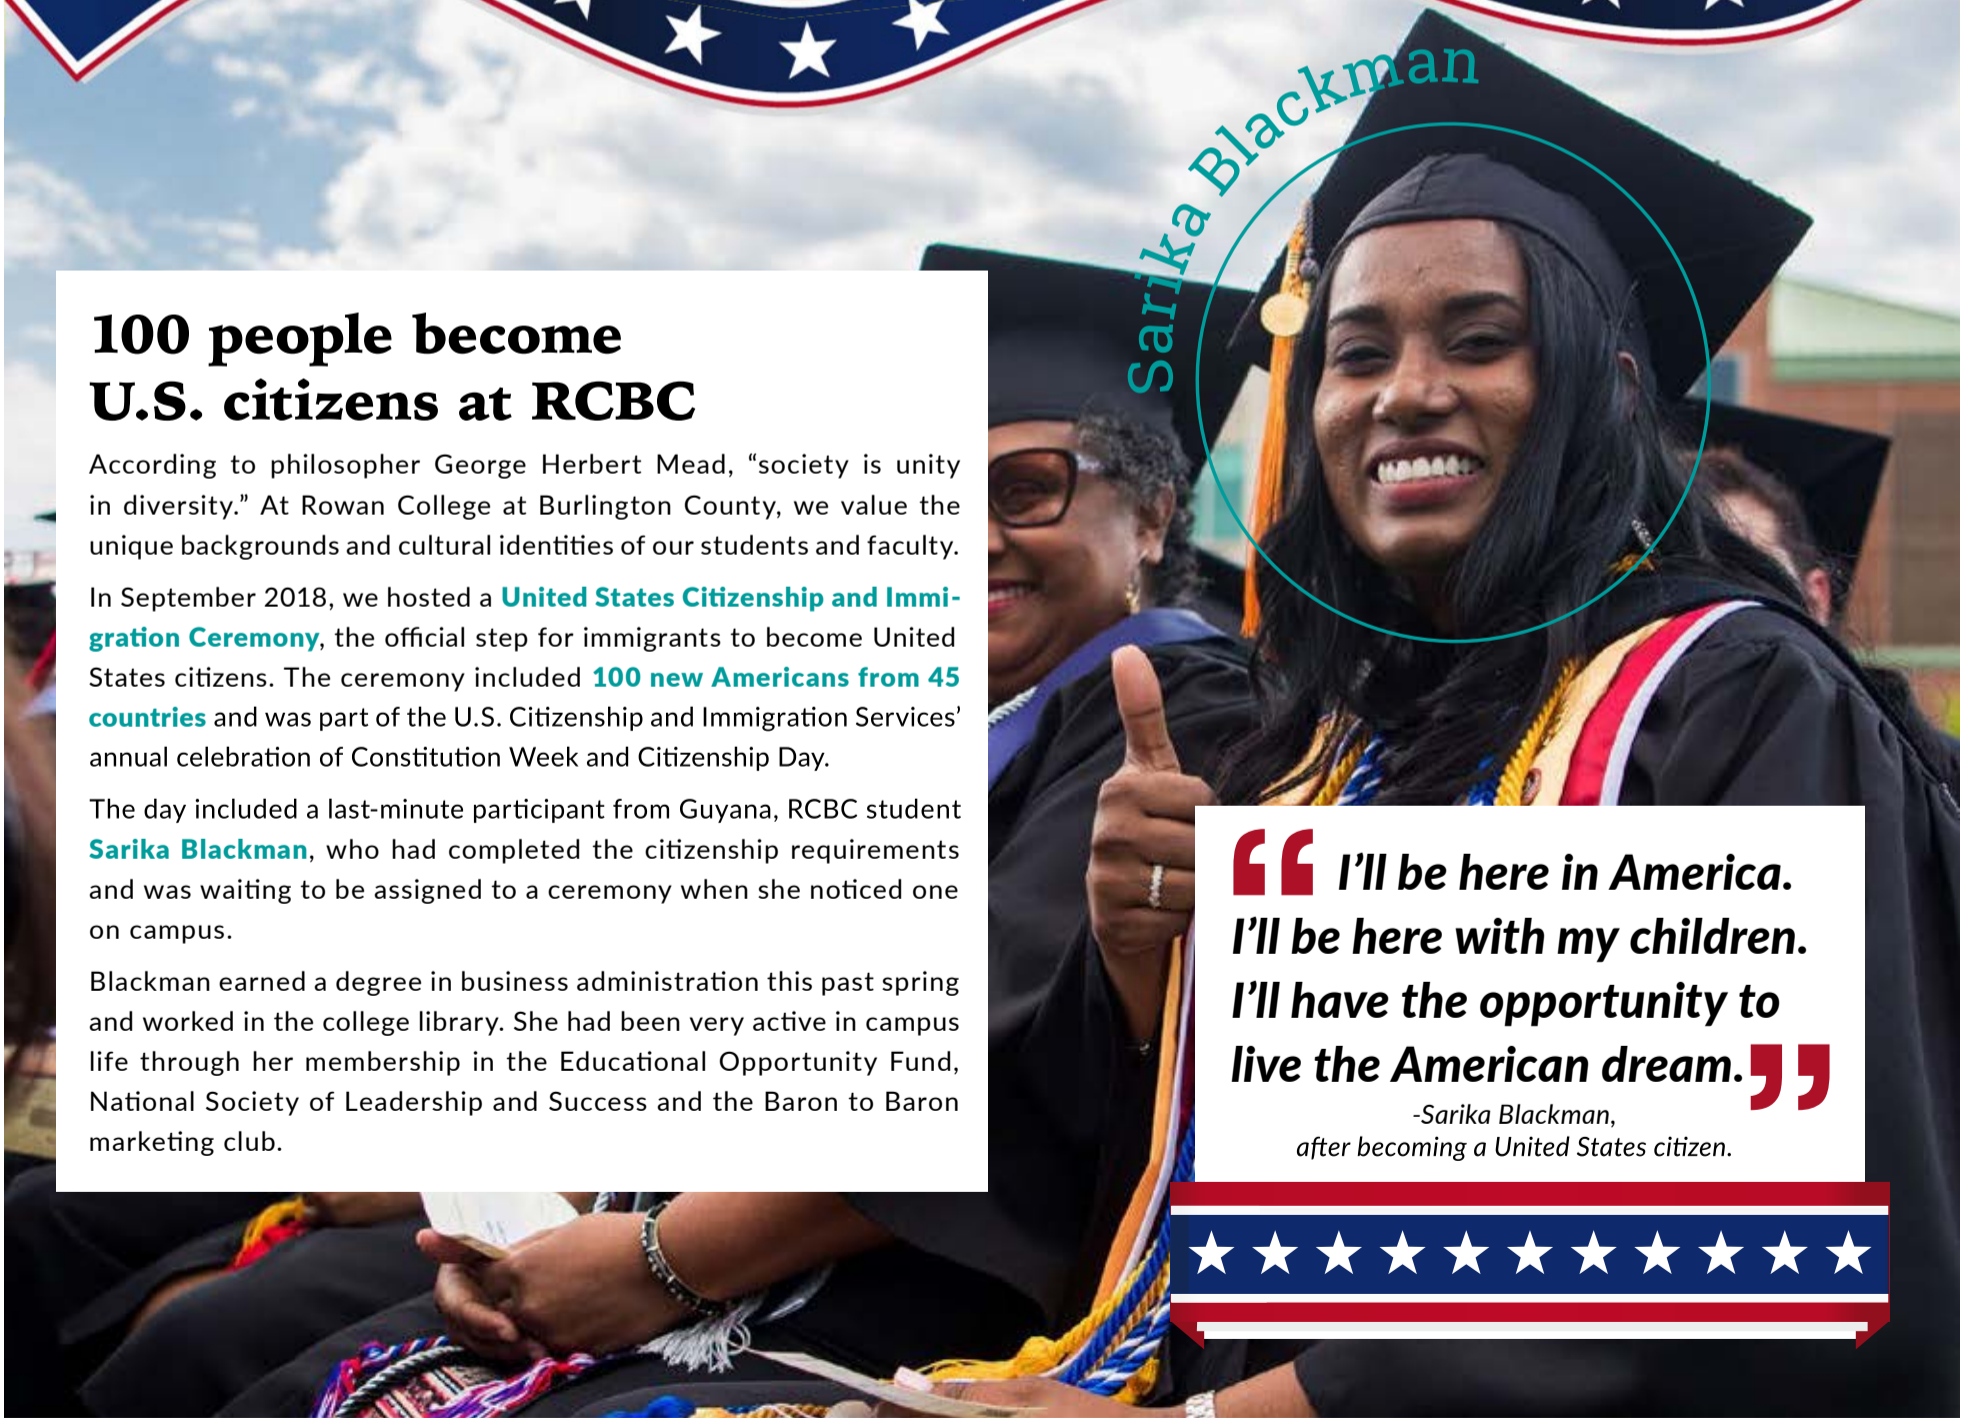 Sarika Blackman
100 people become
U.S. citizens at RCBC
According to philosopher George Herbert Mead, “society is unity
in diversity.” At Rowan College at Burlington County, we value the
unique backgrounds and cultural identities of our students and faculty.
In September 2018, we hosted a United States Citizenship and Immi-
gration Ceremony, the official step for immigrants to become United
States citizens. The ceremony included 100 new Americans from 45
countries and was part of the U.S. Citizenship and Immigration Services’
annual celebration of Constitution Week and Citizenship Day.
The day included a last-minute participant from Guyana, RCBC student
Sarika Blackman, who had completed the citizenship requirements
and was waiting to be assigned to a ceremony when she noticed one
on campus.
Blackman earned a degree in business administration this past spring
and worked in the college library. She had been very active in campus
life through her membership in the Educational Opportunity Fund,
National Society of Leadership and Success and the Baron to Baron
marketing club.
“I’ll be here in America.
I’ll be here with my children.
I’ll have the opportunity to
live the American dream.”
-Sarika Blackman,
after becoming a United States citizen.